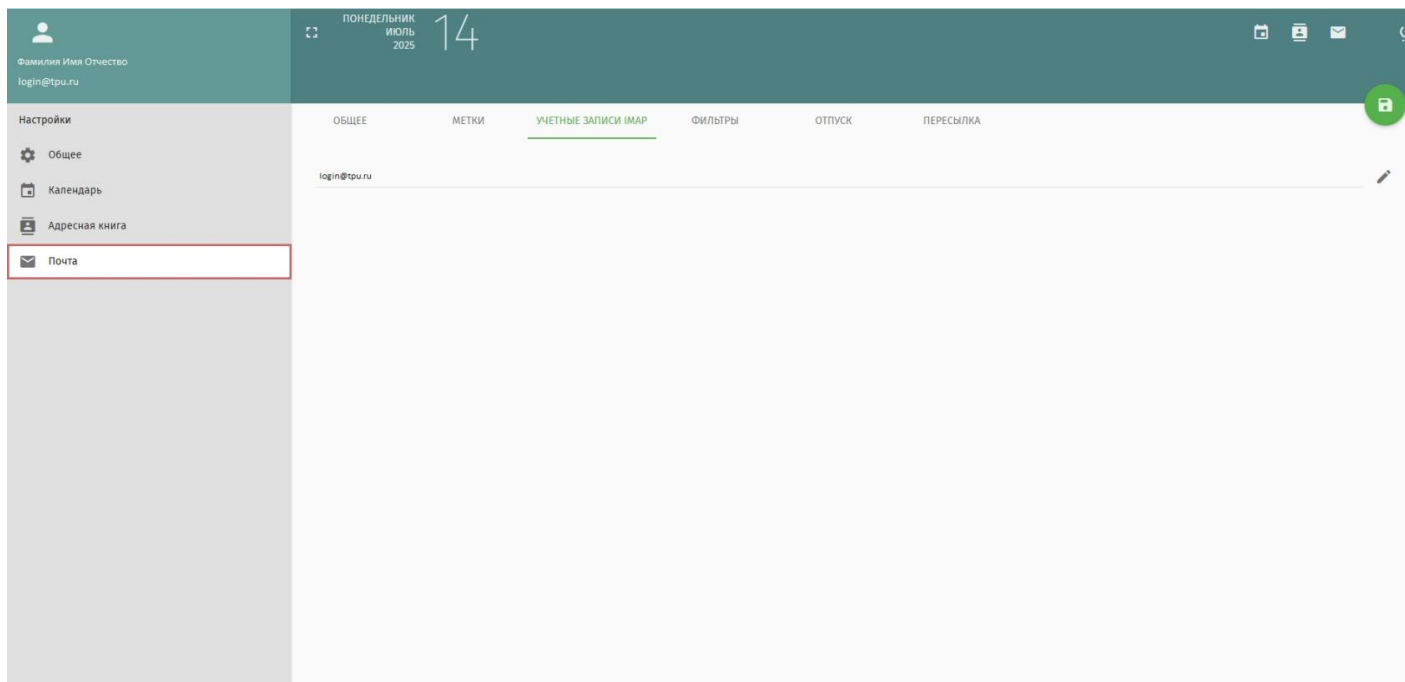 Фамилия Имя Отчество
login@tpu.ru
ПОНЕДЕЛЬНИК
ИЮЛЬ
2025
14
Настройки
Общее
Календарь
Адресная книга
Почта
ОБЩЕЕ МЕТКИ УЧЕТНЫЕ ЗАПИСИ IMAP ФИЛЬТРЫ ОТПУСК ПЕРЕСЫЛКА
login@tpu.ru